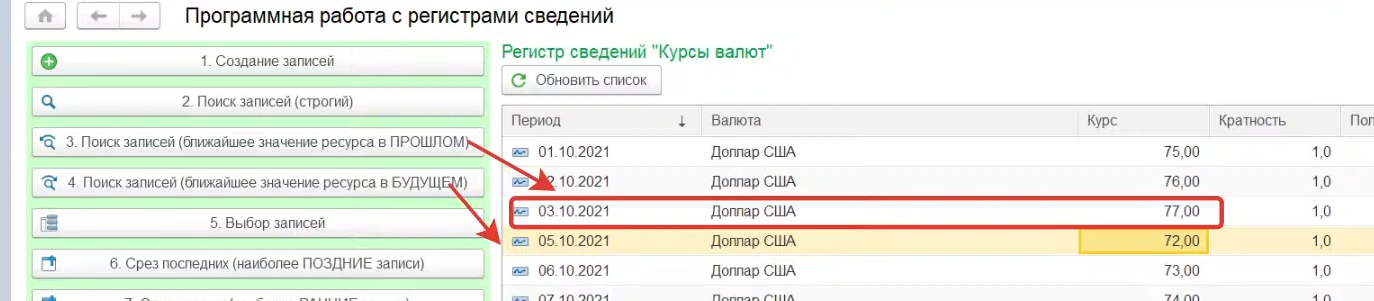 Программная работа с регистрами сведений
1. Создание записей
2. Поиск записей (строгий)
3. Поиск записей (ближайшее значение ресурса в ПРОШЛОМ)
4. Поиск записей (ближайшее значение ресурса в БУДУЩЕМ)
5. Выбор записей
6. Срез последних (наиболее ПОЗДНИЕ записи)
Регистр сведений "Курсы валют"
Обновить список
Период ↓ Валюта Курс Кратность Поп
01.10.2021 Доллар США 75,00 1,0
2.10.2021 Доллар США 76,00 1,0
03.10.2021 Доллар США 77,00 1,0
05.10.2021 Доллар США 72,00 1,0
06.10.2021 Доллар США 73,00 1,0
07.10.2021 Доллар США 74,00 1,0